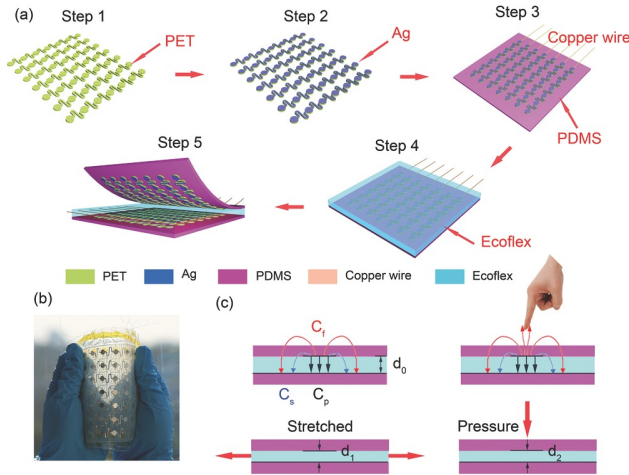 (a)
Step 1
PET
Step 2
Ag
Step 3
Copper wire
PDMS
Step 4
Ecoflex
Step 5
PET Ag PDMS Copper wire Ecoflex
(b)
(c)
C_f
d_0
C_s
C_p
Stretched
d_1
Pressure
d_2